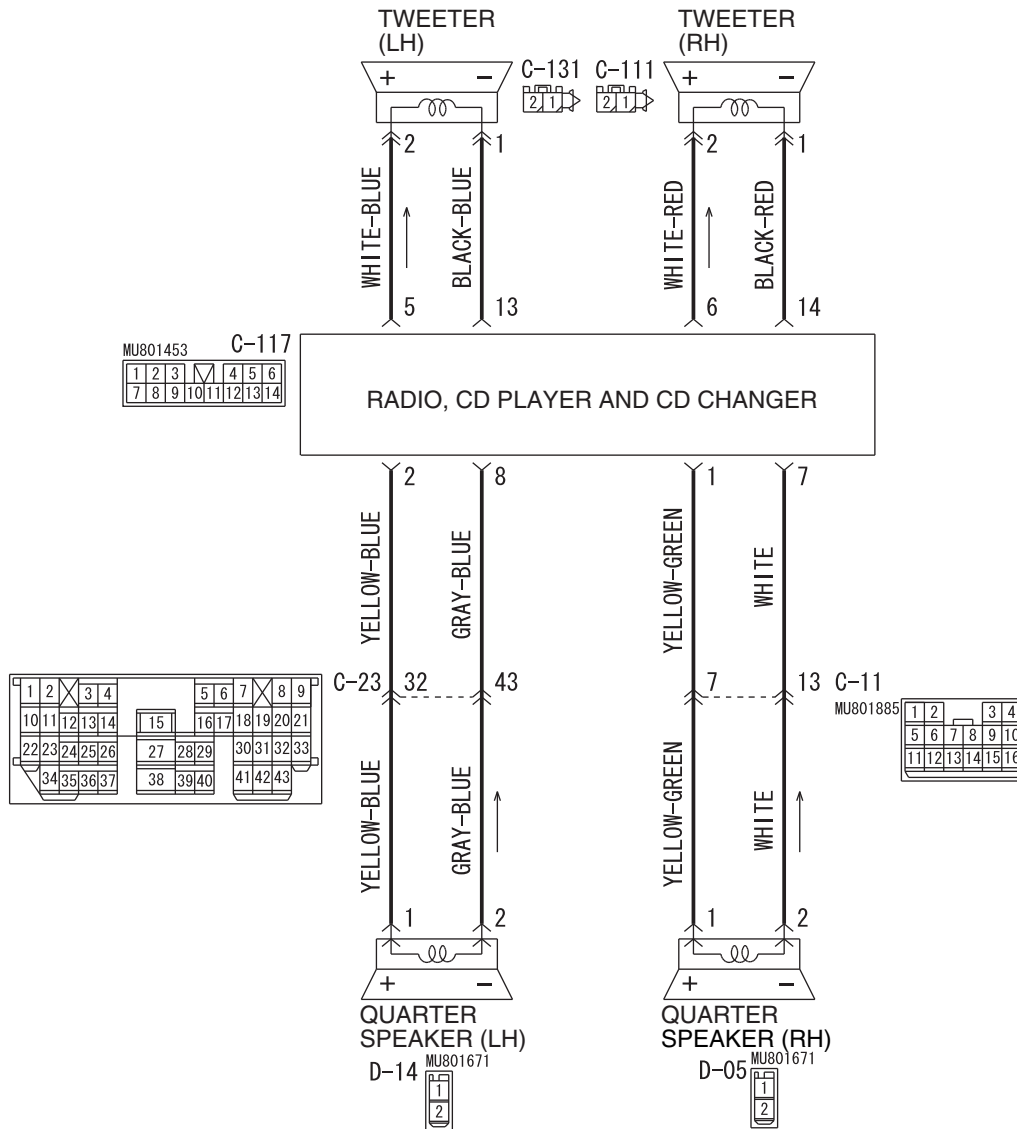 TWEETER
(LH)
TWEETER
(RH)
+ −
C-131
2 1
C-111
2 1
+ −
2 1
2 1
WHITE-BLUE
BLACK-BLUE
WHITE-RED
BLACK-RED
5 13
6 14
MU801453 C-117
1 2 3 4 5 6
7 8 9 10 11 12 13 14
RADIO, CD PLAYER AND CD CHANGER
2 8
1 7
YELLOW-BLUE
GRAY-BLUE
YELLOW-GREEN
WHITE
1 2 3 4 5 6 7 8 9
10 11 12 13 14 15 16 17 18 19 20 21
22 23 24 25 26 27 28 29 30 31 32 33
34 35 36 37 38 39 40 41 42 43
C-23 32 43
7 13 C-11
MU801885
1 2 3 4
5 6 7 8 9 10
11 12 13 14 15 16
YELLOW-BLUE
GRAY-BLUE
YELLOW-GREEN
WHITE
1 2
1 2
+ −
+ −
QUARTER
SPEAKER (LH)
D-14 MU801671
1
2
QUARTER
SPEAKER (RH)
D-05 MU801671
1
2